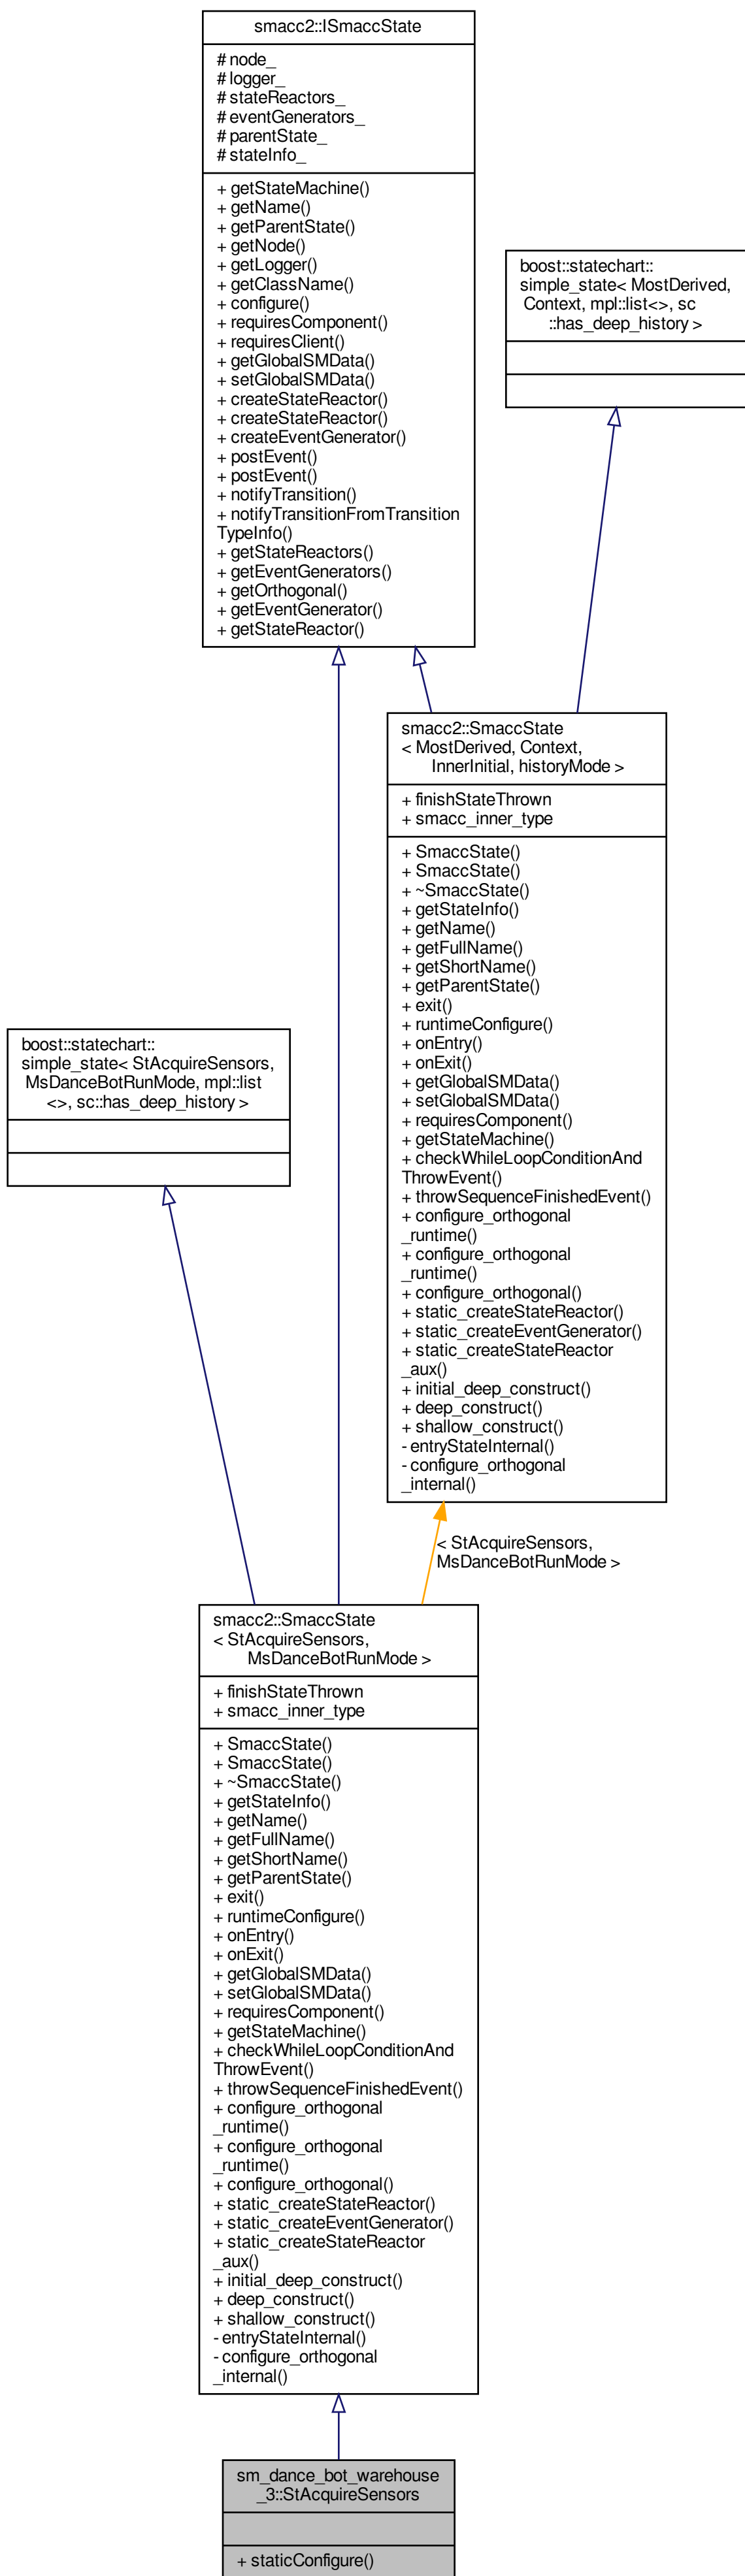 smacc2::ISmaccState
# node_
# logger_
# stateReactors_
# eventGenerators_
# parentState_
# stateInfo_
+ getStateMachine()
+ getName()
+ getParentState()
+ getNode()
+ getLogger()
+ getClassName()
+ configure()
+ requiresComponent()
+ requiresClient()
+ getGlobalSMData()
+ setGlobalSMData()
+ createStateReactor()
+ createStateReactor()
+ createEventGenerator()
+ postEvent()
+ postEvent()
+ notifyTransition()
+ notifyTransitionFromTransition
TypeInfo()
+ getStateReactors()
+ getEventGenerators()
+ getOrthogonal()
+ getEventGenerator()
+ getStateReactor()
boost::statechart::
simple_state< MostDerived,
Context, mpl::list<>, sc
::has_deep_history >
smacc2::SmaccState
< MostDerived, Context,
InnerInitial, historyMode >
+ finishStateThrown
+ smacc_inner_type
+ SmaccState()
+ SmaccState()
+ ~SmaccState()
+ getStateInfo()
+ getName()
+ getFullName()
+ getShortName()
+ getParentState()
+ exit()
+ runtimeConfigure()
+ onEntry()
+ onExit()
+ getGlobalSMData()
+ setGlobalSMData()
+ requiresComponent()
+ getStateMachine()
+ checkWhileLoopConditionAnd
ThrowEvent()
+ throwSequenceFinishedEvent()
+ configure_orthogonal
_runtime()
+ configure_orthogonal
_runtime()
+ configure_orthogonal()
+ static_createStateReactor()
+ static_createEventGenerator()
+ static_createStateReactor
_aux()
+ initial_deep_construct()
+ deep_construct()
+ shallow_construct()
- entryStateInternal()
- configure_orthogonal
_internal()
boost::statechart::
simple_state< StAcquireSensors,
MsDanceBotRunMode, mpl::list
<>, sc::has_deep_history >
< StAcquireSensors,
MsDanceBotRunMode >
smacc2::SmaccState
< StAcquireSensors,
MsDanceBotRunMode >
+ finishStateThrown
+ smacc_inner_type
+ SmaccState()
+ SmaccState()
+ ~SmaccState()
+ getStateInfo()
+ getName()
+ getFullName()
+ getShortName()
+ getParentState()
+ exit()
+ runtimeConfigure()
+ onEntry()
+ onExit()
+ getGlobalSMData()
+ setGlobalSMData()
+ requiresComponent()
+ getStateMachine()
+ checkWhileLoopConditionAnd
ThrowEvent()
+ throwSequenceFinishedEvent()
+ configure_orthogonal
_runtime()
+ configure_orthogonal
_runtime()
+ configure_orthogonal()
+ static_createStateReactor()
+ static_createEventGenerator()
+ static_createStateReactor
_aux()
+ initial_deep_construct()
+ deep_construct()
+ shallow_construct()
- entryStateInternal()
- configure_orthogonal
_internal()
sm_dance_bot_warehouse
_3::StAcquireSensors
+ staticConfigure()